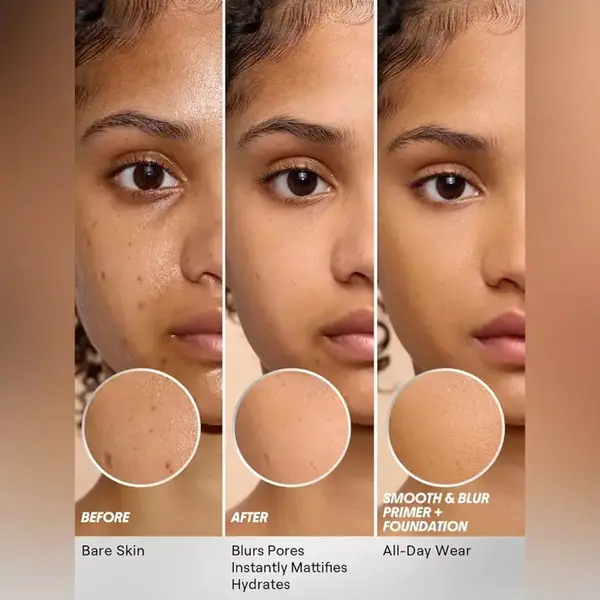 BEFORE
Bare Skin
AFTER
Blurs Pores
Instantly Mattifies
Hydrates
SMOOTH & BLUR
PRIMER +
FOUNDATION
All-Day Wear